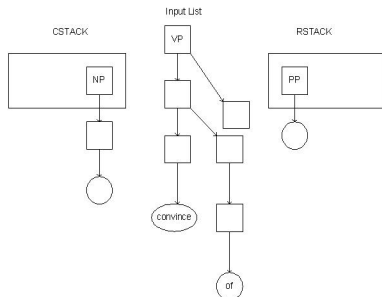 Input List
CSTACK
RSTACK
VP
NP
PP
convince
of